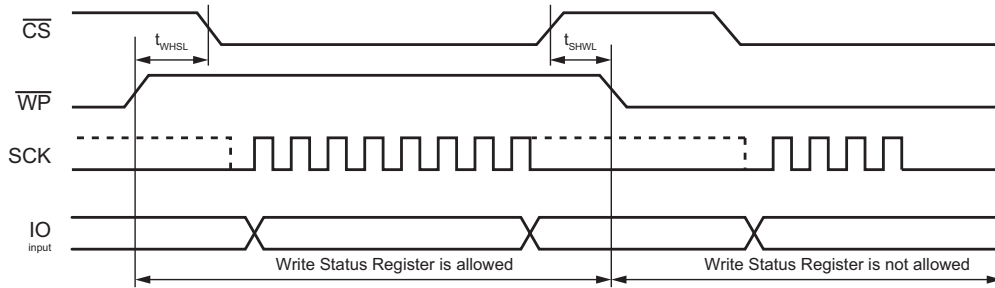 CS
tWHSL
tSHWL
WP
SCK
IO
input
Write Status Register is allowed
Write Status Register is not allowed